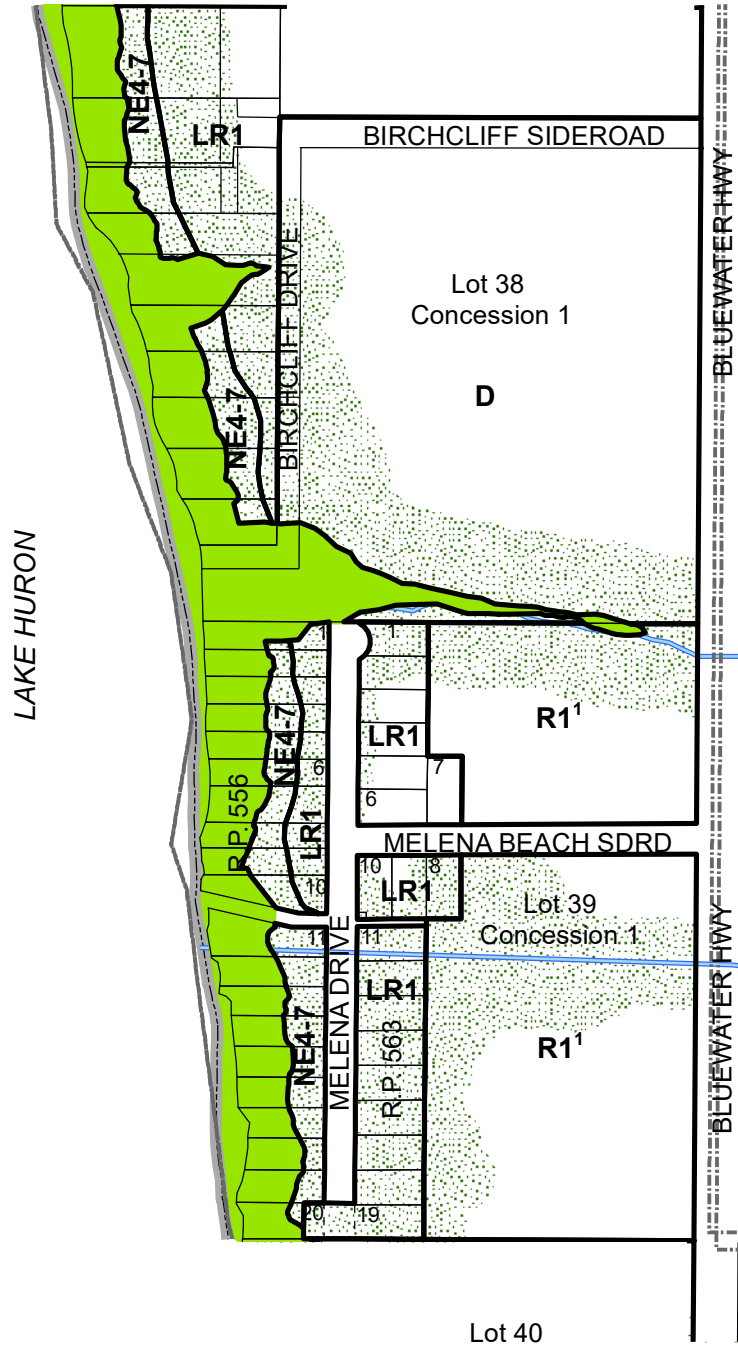 NE4-7
LR1
BIRCHCLIFF SIDEROAD
BLUEWATER HWY
BIRCHCLIFF DRIVE
Lot 38
Concession 1
D
NE4-7
LAKE HURON
1
1
NE4-7
LR1
R1¹
6
7
6
R.P. 556
LR1
MELENA BEACH SDRD
10
8
10
LR1
Lot 39
Concession 1
BLUEWATER HWY
11
11
MELENA DRIVE
LR1
NE4-7
R.P. 563
R1¹
20
19
Lot 40